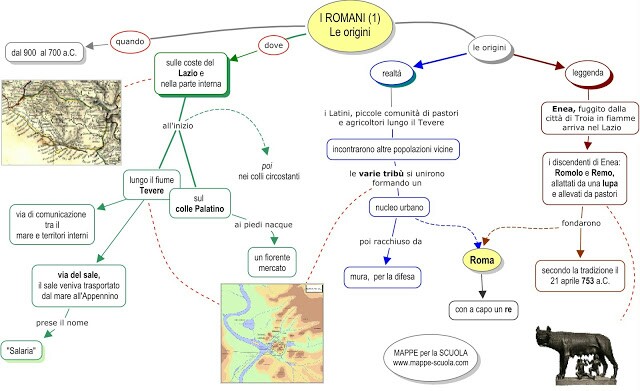 I ROMANI (1)
Le origini
quando
dal 900  al 700 a.C.
dove
sulle coste del
Lazio e
nella parte interna
all'inizio
poi
nei colli circostanti
lungo il fiume
Tevere
sul
colle Palatino
via di comunicazione
tra il
mare e territori interni
via del sale,
il sale veniva trasportato
dal mare all'Appennino
prese il nome
"Salaria"
ai piedi nacque
un fiorente
mercato
le origini
realtà
i Latini, piccole comunità di pastori
e agricoltori lungo il Tevere
incontrarono altre popolazioni vicine
le varie tribù si unirono
formando un
nucleo urbano
poi racchiuso da
mura,  per la difesa
Roma
con a capo un re
leggenda
Enea, fuggito dalla
città di Troia in fiamme
arriva nel Lazio
i discendenti di Enea:
Romolo e Remo,
allattati da una lupa
e allevati da pastori
fondarono
secondo la tradizione il
21 aprile 753 a.C.
MAPPE per la SCUOLA
www.mappe-scuola.com